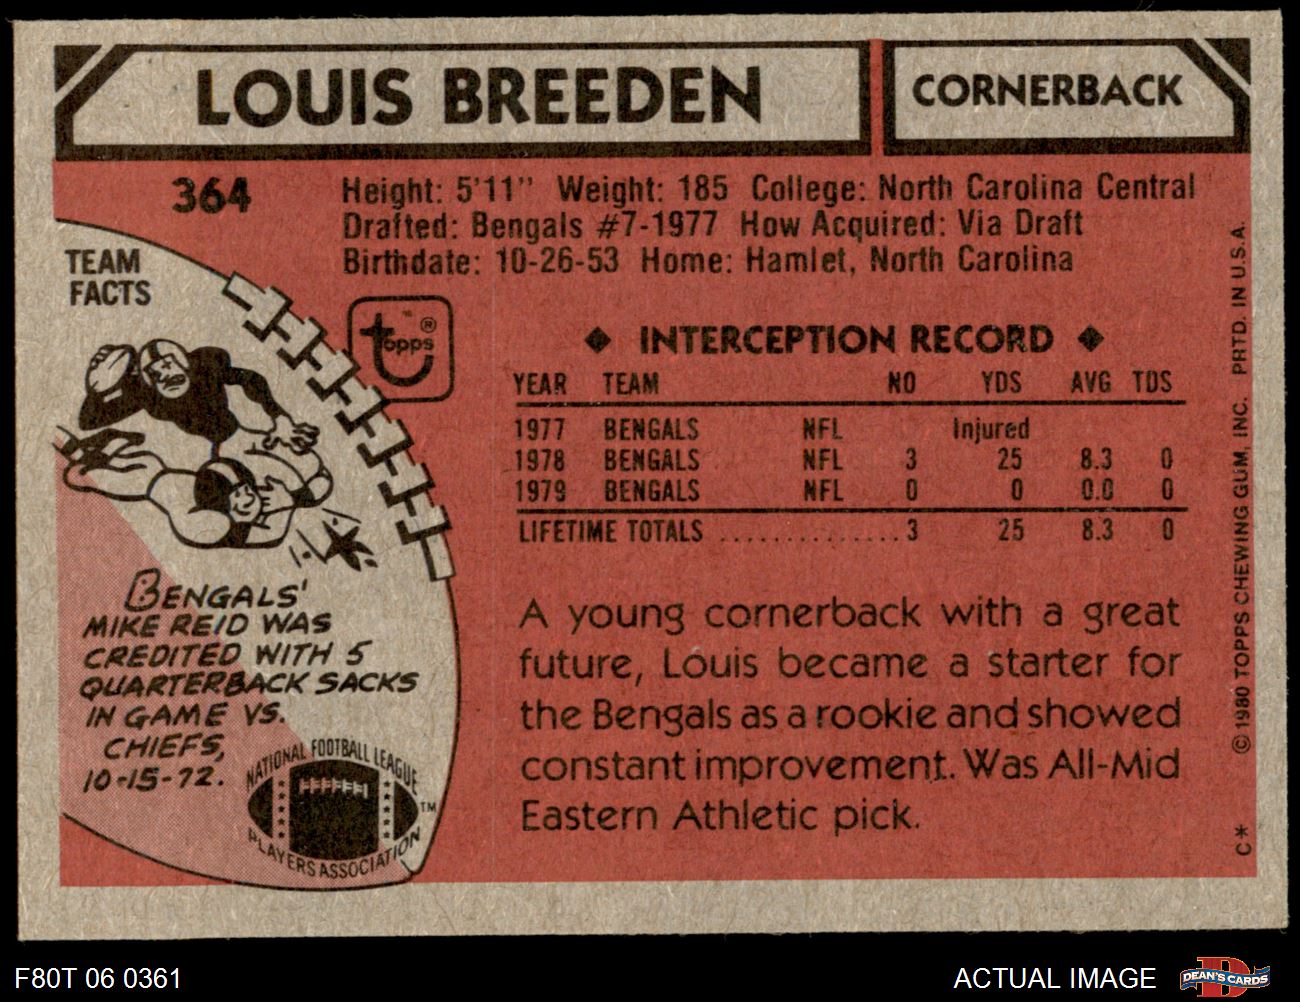 LOUIS BREEDEN
CORNERBACK
364
Height: 5'11" Weight: 185 College: North Carolina Central
Drafted: Bengals #7-1977 How Acquired: Via Draft
Birthdate: 10-26-53 Home: Hamlet, North Carolina
TEAM
FACTS
topps ®
◆ INTERCEPTION RECORD ◆
YEAR TEAM NO YDS AVG TDS
1977 BENGALS NFL Injured
1978 BENGALS NFL 3 25 8.3 0
1979 BENGALS NFL 0 0 0.0 0
LIFETIME TOTALS .............. 3 25 8.3 0
BENGALS'
MIKE REID WAS
CREDITED WITH 5
QUARTERBACK SACKS
IN GAME VS.
CHIEFS,
10-15-72.
NATIONAL FOOTBALL LEAGUE
PLAYERS ASSOCIATION
TM
A young cornerback with a great
future, Louis became a starter for
the Bengals as a rookie and showed
constant improvement. Was All-Mid
Eastern Athletic pick.
C* © 1980 TOPPS CHEWING GUM, INC. PRTD. IN U.S.A.
F80T 06 0361
ACTUAL IMAGE
D
DEAN'S CARDS